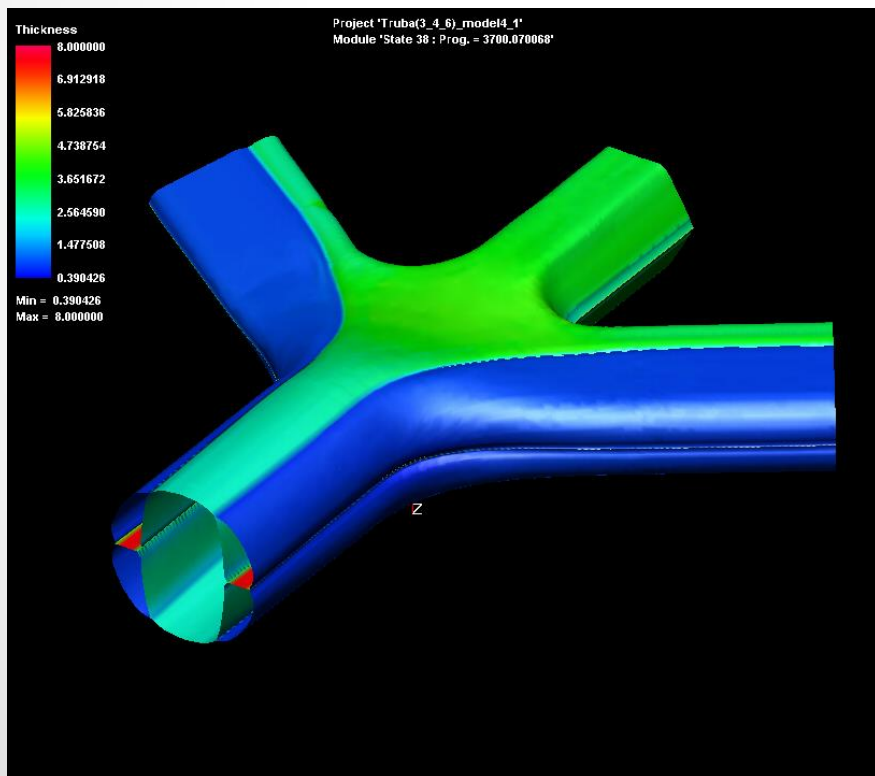 Thickness
8.000000
6.912918
5.825836
4.738754
3.651672
2.564590
1.477508
0.390426
Min = 0.390426
Max = 8.000000
Project 'Truba(3_4_6)_model4_1'
Module 'State 38 : Prog. = 3700.070068'
Z